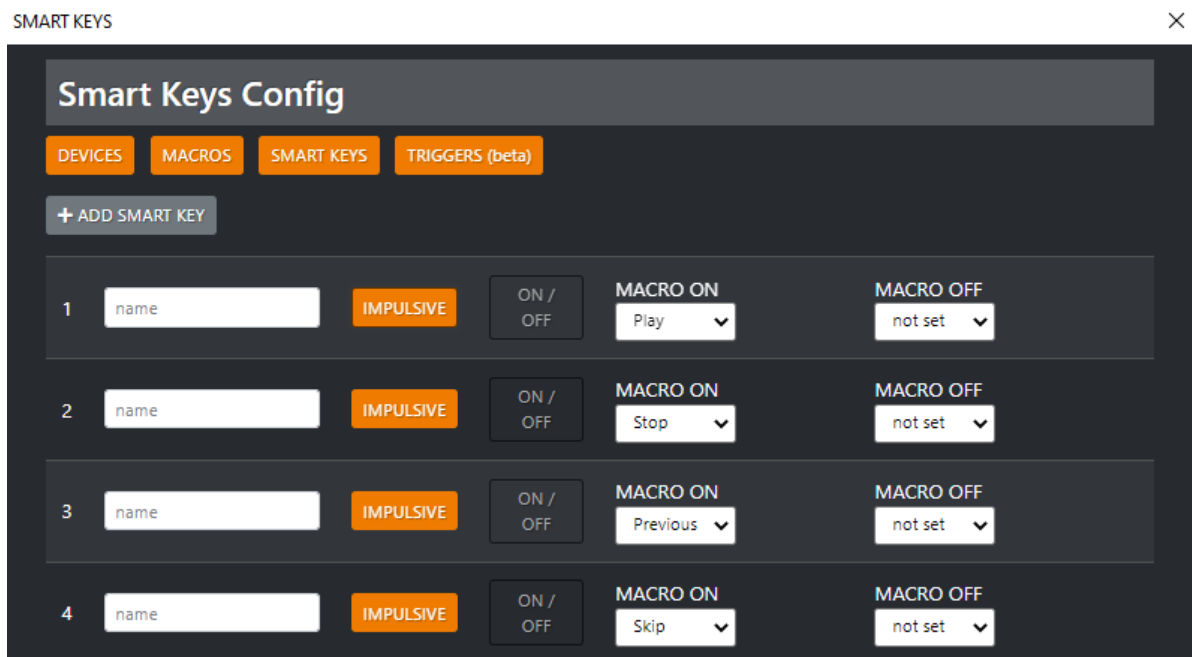 SMART KEYS
Smart Keys Config
DEVICES MACROS SMART KEYS TRIGGERS (beta)
+ ADD SMART KEY
1 name IMPULSIVE ON / OFF MACRO ON Play MACRO OFF not set
2 name IMPULSIVE ON / OFF MACRO ON Stop MACRO OFF not set
3 name IMPULSIVE ON / OFF MACRO ON Previous MACRO OFF not set
4 name IMPULSIVE ON / OFF MACRO ON Skip MACRO OFF not set